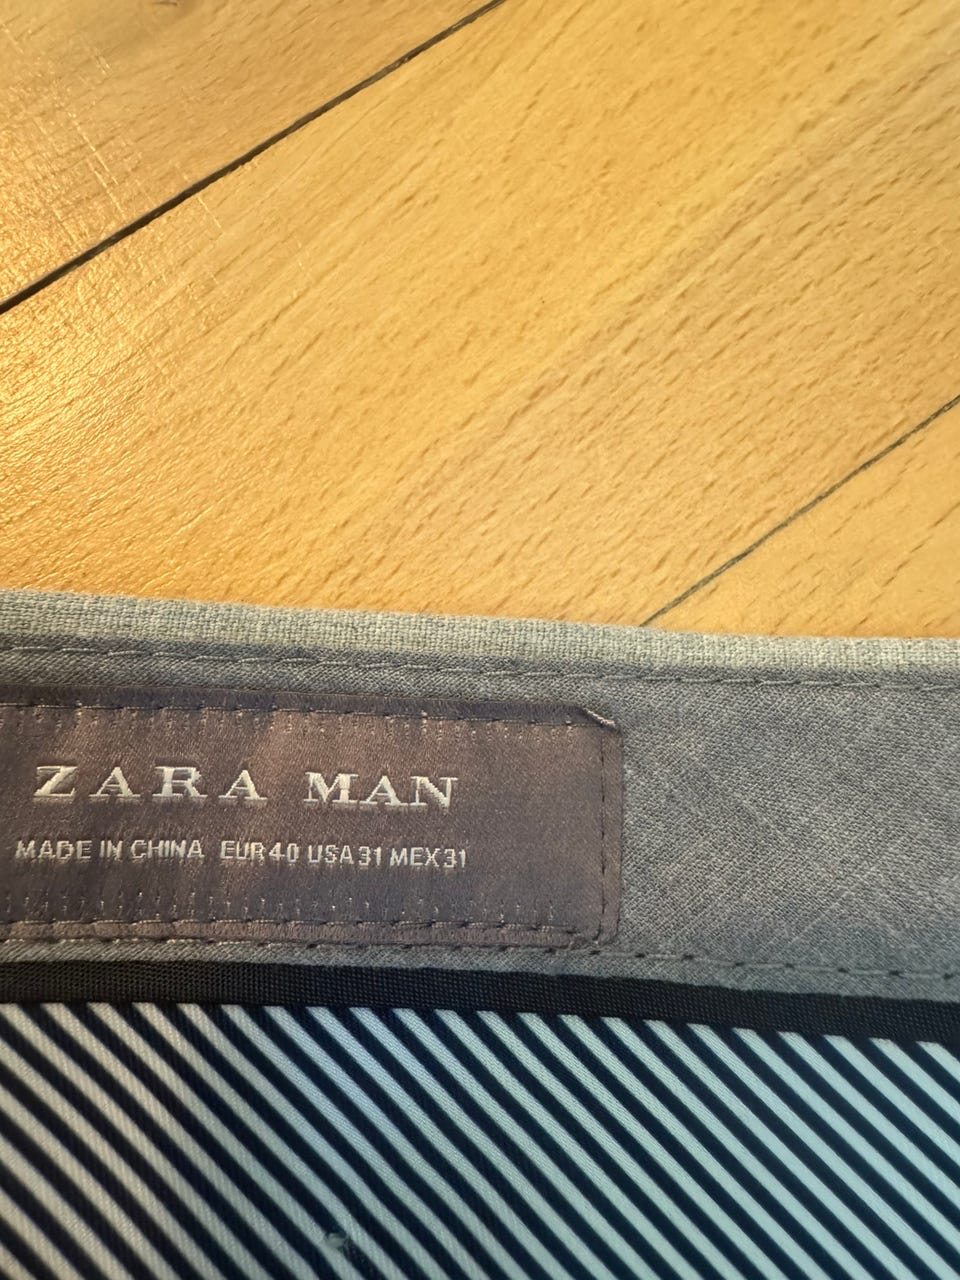 ZARA MAN
MADE IN CHINA EUR 40 USA 31 MEX 31